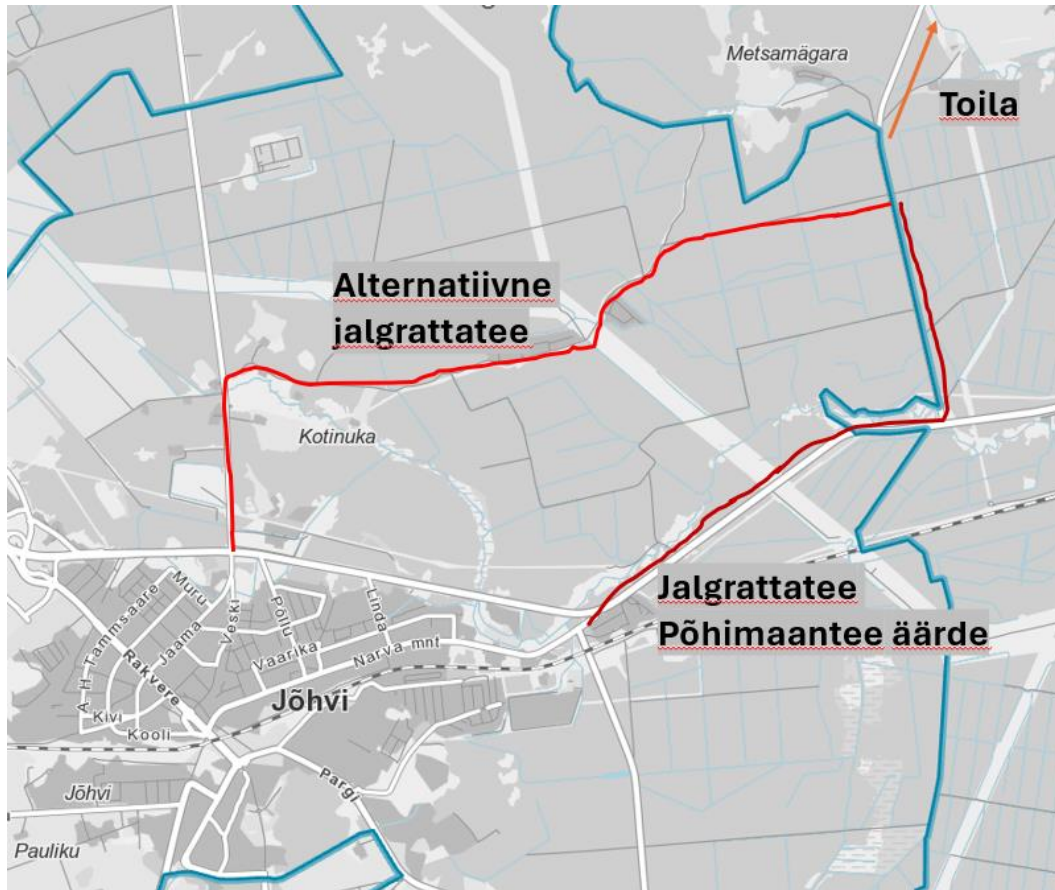 Metsamägara
Toila
Alternatiivne
jalgrattatee
Kotinuka
Jalgrattatee
Põhimaantee äärde
A H Tammsaare
Muru
Jaama
Veski
Põllu
Linda
Vaarika
Narva mnt
Rakvere
Jõhvi
Kivi
Kooli
Pargi
Jõhvi
Pauliku